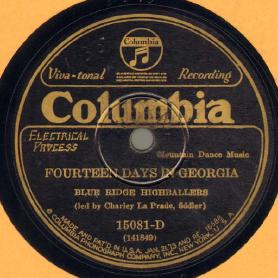 Columbia
Viva-tonal Recording
Columbia
ELECTRICAL
PROCESS
Mountain Dance Music
FOURTEEN DAYS IN GEORGIA
BLUE RIDGE HIGHBALLERS
(led by Charley La Prade, fiddler)
15081-D
(141849)
MADE AND PAT'D IN U.S.A. JAN. 21,'13 AND RE. 16588
COLUMBIA PHONOGRAPH COMPANY, INC., NEW YORK, U.S.A.